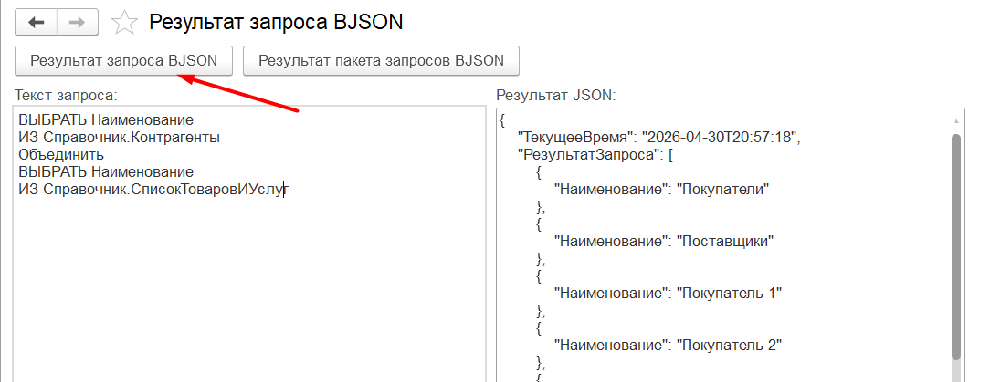 Результат запроса BJSON
Результат запроса BJSON
Результат пакета запросов BJSON
Текст запроса:
ВЫБРАТЬ Наименование
ИЗ Справочник.Контрагенты
Объединить
ВЫБРАТЬ Наименование
ИЗ Справочник.СписокТоваровИУслуг
Результат JSON:
{
"ТекущееВремя": "2026-04-30T20:57:18",
"РезультатЗапроса": [
{
"Наименование": "Покупатели"
},
{
"Наименование": "Поставщики"
},
{
"Наименование": "Покупатель 1"
},
{
"Наименование": "Покупатель 2"
},
{